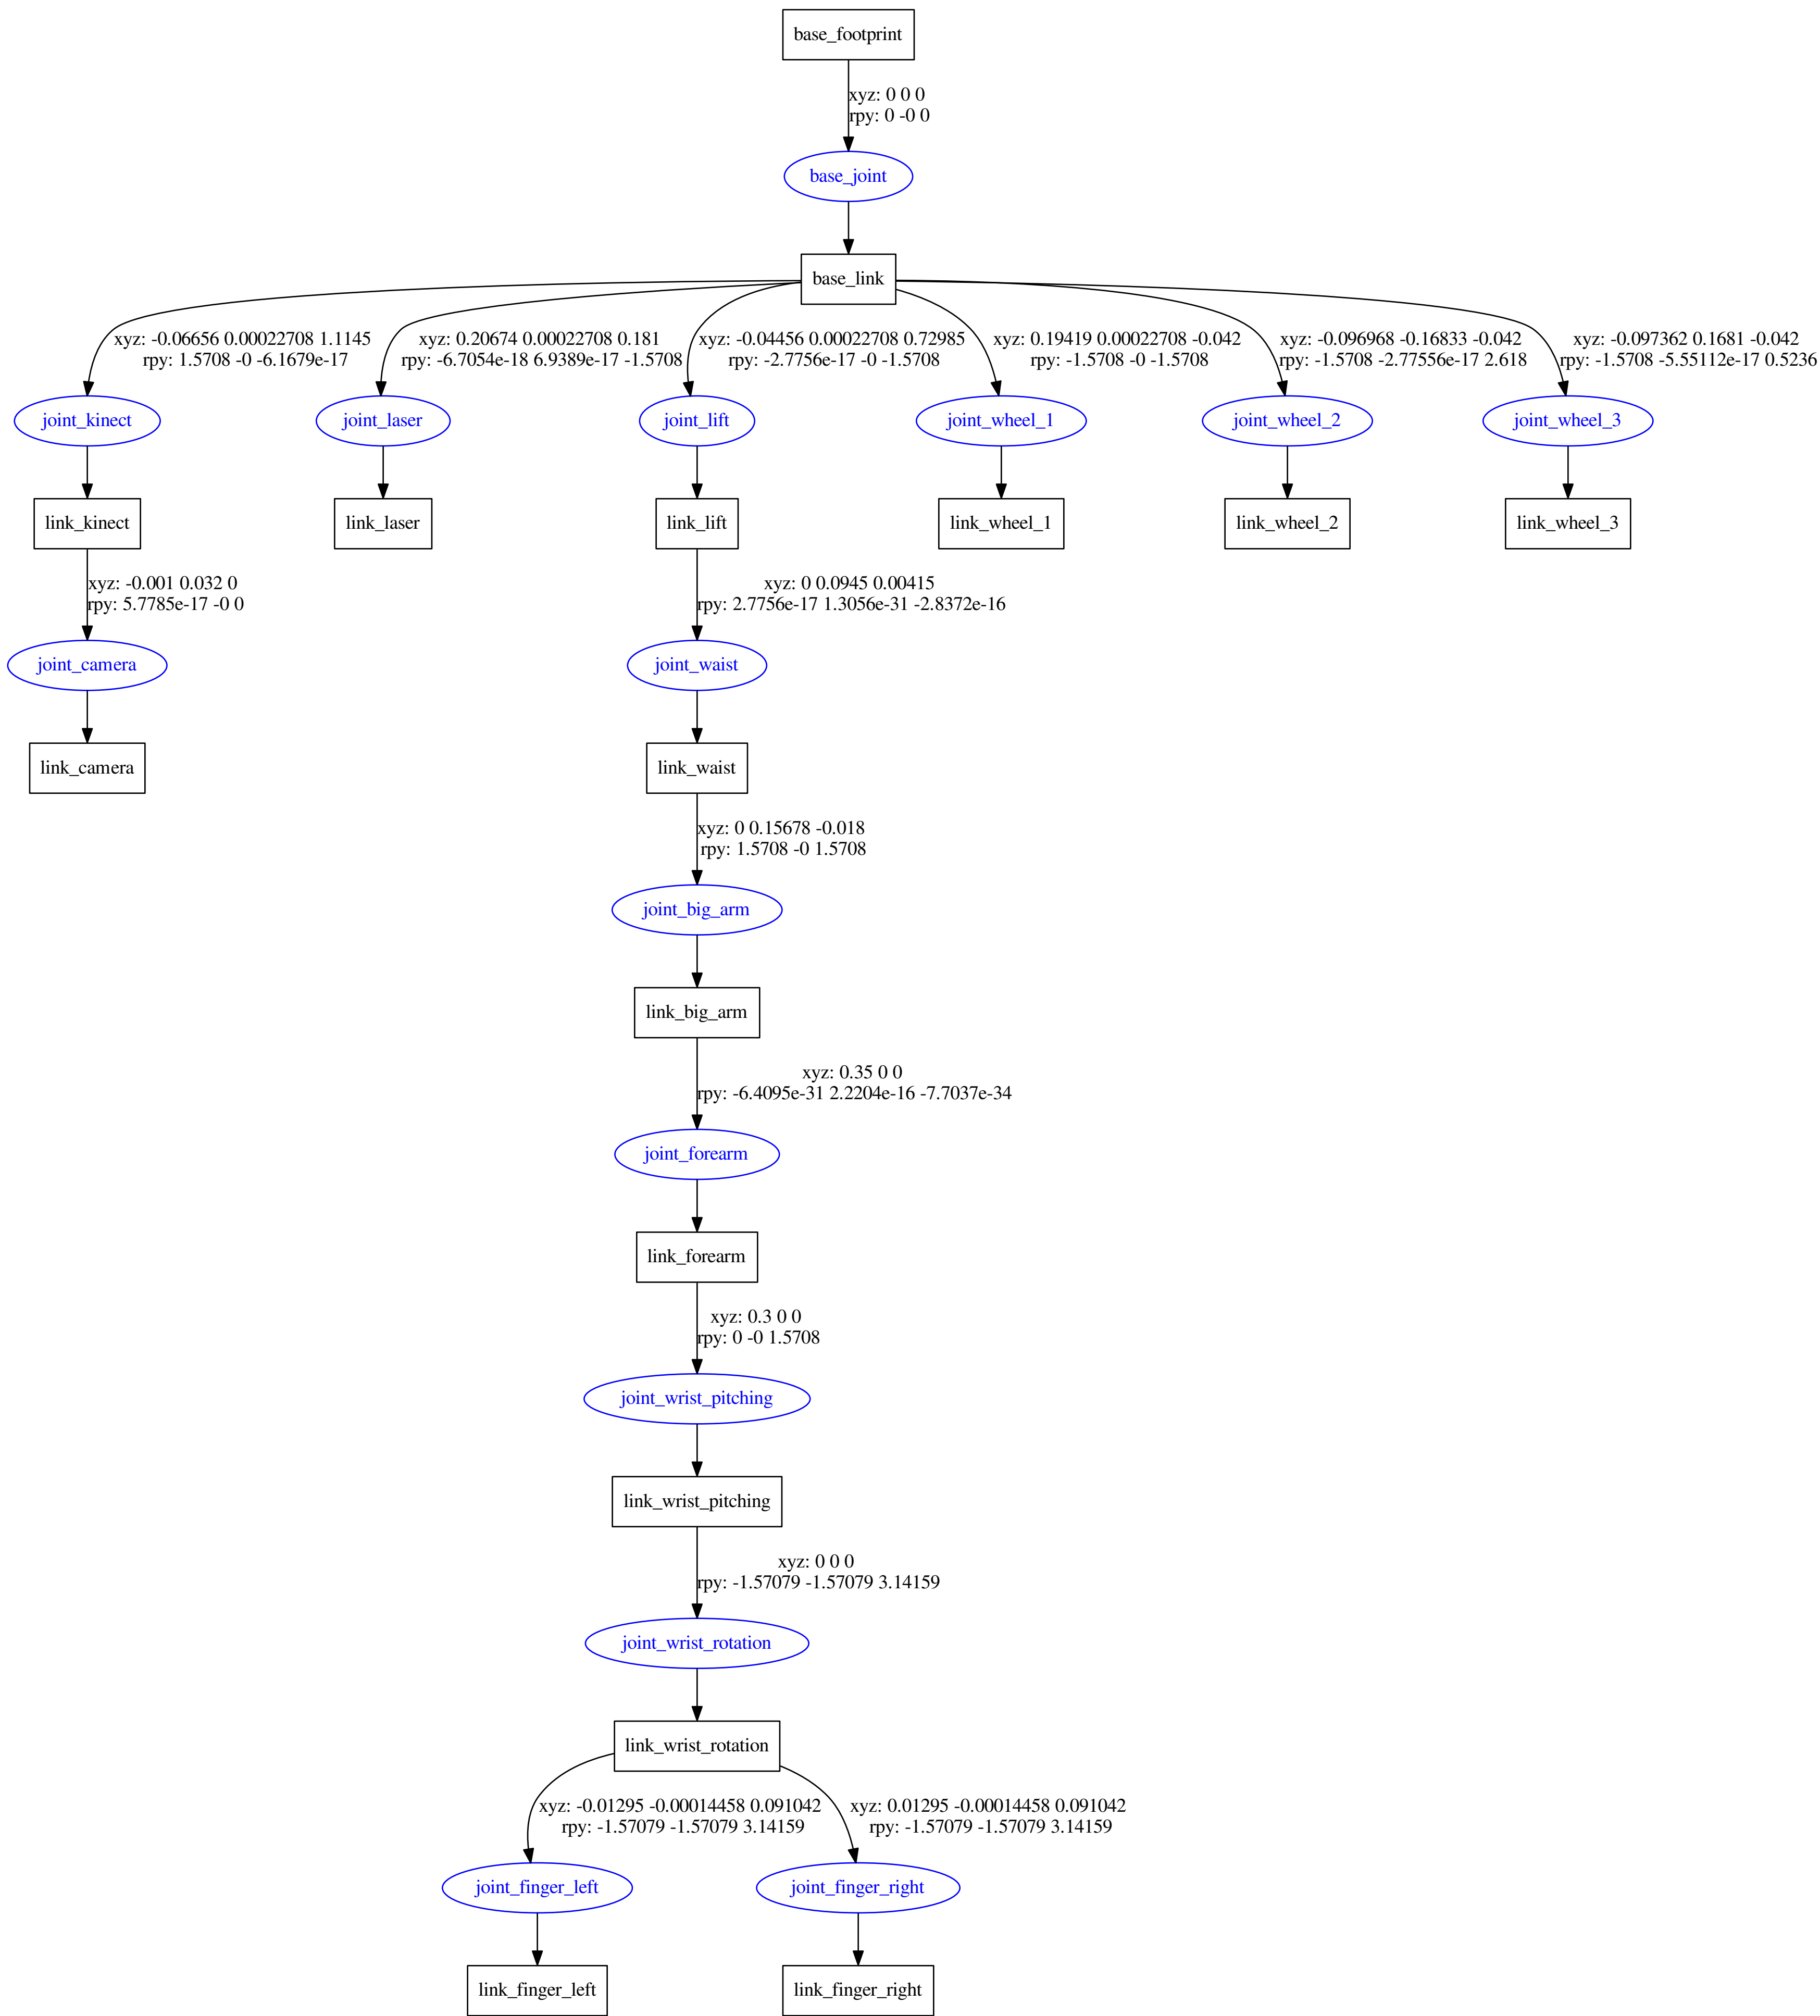 base_footprint
xyz: 0 0 0
rpy: 0 -0 0
base_joint
base_link
xyz: -0.06656 0.00022708 1.1145
rpy: 1.5708 -0 -6.1679e-17
xyz: 0.20674 0.00022708 0.181
rpy: -6.7054e-18 6.9389e-17 -1.5708
xyz: -0.04456 0.00022708 0.72985
rpy: -2.7756e-17 -0 -1.5708
xyz: 0.19419 0.00022708 -0.042
rpy: -1.5708 -0 -1.5708
xyz: -0.096968 -0.16833 -0.042
rpy: -1.5708 -2.77556e-17 2.618
xyz: -0.097362 0.1681 -0.042
rpy: -1.5708 -5.55112e-17 0.5236
joint_kinect
joint_laser
joint_lift
joint_wheel_1
joint_wheel_2
joint_wheel_3
link_kinect
link_laser
link_lift
link_wheel_1
link_wheel_2
link_wheel_3
xyz: -0.001 0.032 0
rpy: 5.7785e-17 -0 0
xyz: 0 0.0945 0.00415
rpy: 2.7756e-17 1.3056e-31 -2.8372e-16
joint_camera
joint_waist
link_camera
link_waist
xyz: 0 0.15678 -0.018
rpy: 1.5708 -0 1.5708
joint_big_arm
link_big_arm
xyz: 0.35 0 0
rpy: -6.4095e-31 2.2204e-16 -7.7037e-34
joint_forearm
link_forearm
xyz: 0.3 0 0
rpy: 0 -0 1.5708
joint_wrist_pitching
link_wrist_pitching
xyz: 0 0 0
rpy: -1.57079 -1.57079 3.14159
joint_wrist_rotation
link_wrist_rotation
xyz: -0.01295 -0.00014458 0.091042
rpy: -1.57079 -1.57079 3.14159
xyz: 0.01295 -0.00014458 0.091042
rpy: -1.57079 -1.57079 3.14159
joint_finger_left
joint_finger_right
link_finger_left
link_finger_right